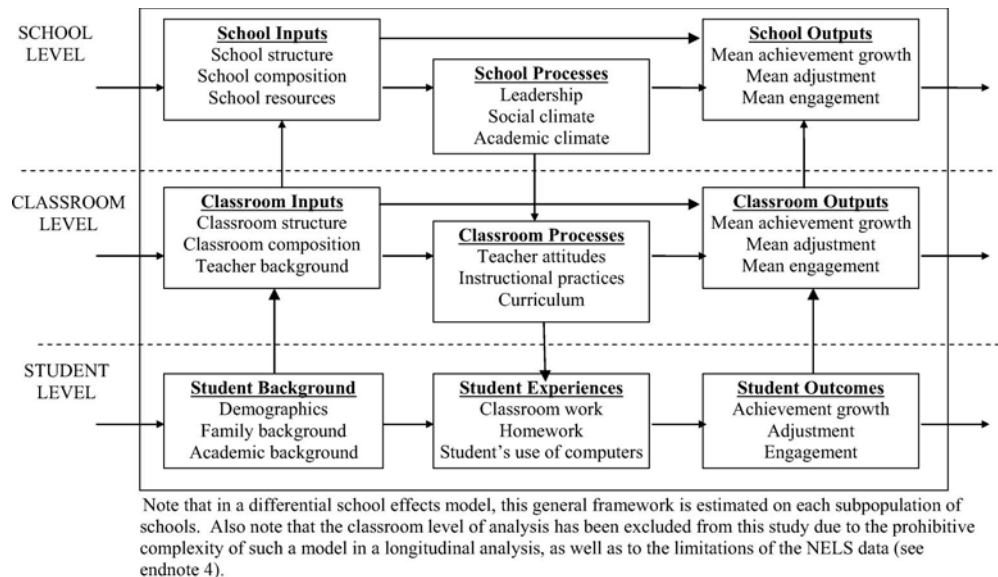 SCHOOL
LEVEL
School Inputs
School structure
School composition
School resources
School Processes
Leadership
Social climate
Academic climate
School Outputs
Mean achievement growth
Mean adjustment
Mean engagement
CLASSROOM
LEVEL
Classroom Inputs
Classroom structure
Classroom composition
Teacher background
Classroom Processes
Teacher attitudes
Instructional practices
Curriculum
Classroom Outputs
Mean achievement growth
Mean adjustment
Mean engagement
STUDENT
LEVEL
Student Background
Demographics
Family background
Academic background
Student Experiences
Classroom work
Homework
Student's use of computers
Student Outcomes
Achievement growth
Adjustment
Engagement
Note that in a differential school effects model, this general framework is estimated on each subpopulation of
schools. Also note that the classroom level of analysis has been excluded from this study due to the prohibitive
complexity of such a model in a longitudinal analysis, as well as to the limitations of the NELS data (see
endnote 4).